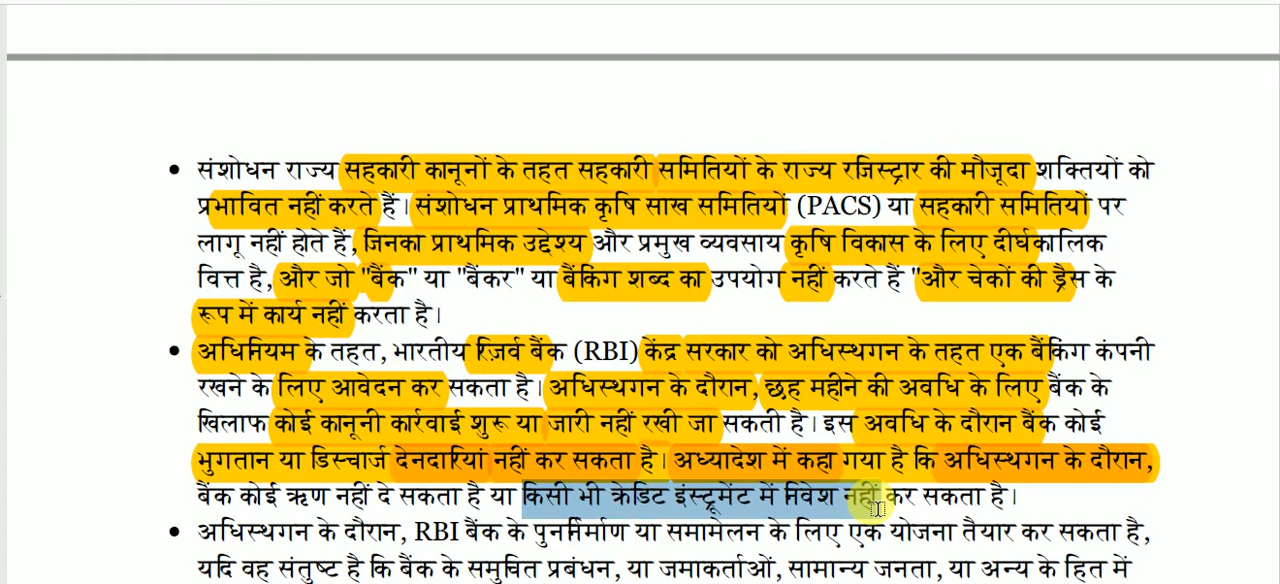 • संशोधन राज्य सहकारी कानूनों के तहत सहकारी समितियों के राज्य रजिस्ट्रार की मौजूदा शक्तियों को
प्रभावित नहीं करते हैं। संशोधन प्राथमिक कृषि साख समितियों (PACS) या सहकारी समितियों पर
लागू नहीं होते हैं, जिनका प्राथमिक उद्देश्य और प्रमुख व्यवसाय कृषि विकास के लिए दीर्घकालिक
वित्त है, और जो "बैंक" या "बैंकर" या बैंकिंग शब्द का उपयोग नहीं करते हैं "और चेकों की ड्रैस के
रूप में कार्य नहीं करता है।
• अधिनियम के तहत, भारतीय रिज़र्व बैंक (RBI) केंद्र सरकार को अधिस्थगन के तहत एक बैंकिंग कंपनी
रखने के लिए आवेदन कर सकता है। अधिस्थगन के दौरान, छह महीने की अवधि के लिए बैंक के
खिलाफ कोई कानूनी कार्रवाई शुरू या जारी नहीं रखी जा सकती है। इस अवधि के दौरान बैंक कोई
भुगतान या डिस्चार्ज देनदारियां नहीं कर सकता है। अध्यादेश में कहा गया है कि अधिस्थगन के दौरान,
बैंक कोई ऋण नहीं दे सकता है या किसी भी क्रेडिट इंस्ट्रूमेंट में निवेश नहीं कर सकता है।
• अधिस्थगन के दौरान, RBI बैंक के पुनर्निर्माण या समामेलन के लिए एक योजना तैयार कर सकता है,
यदि वह संतुष्ट है कि बैंक के समुचित प्रबंधन, या जमाकर्ताओं, सामान्य जनता, या अन्य के हित में